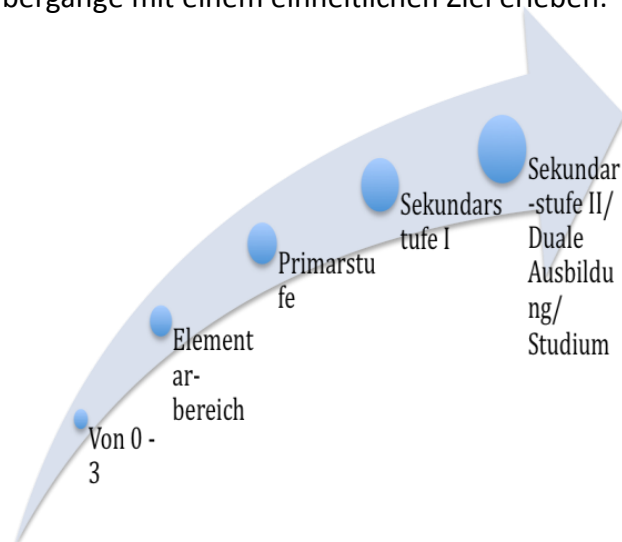 bergänge mit einem einheitlichen Ziel erleben.
Sekundar
-stufe II/
Duale
Ausbildu
ng/
Studium
Sekundars
tufe I
Primarstu
fe
Element
ar-
bereich
Von 0 -
3